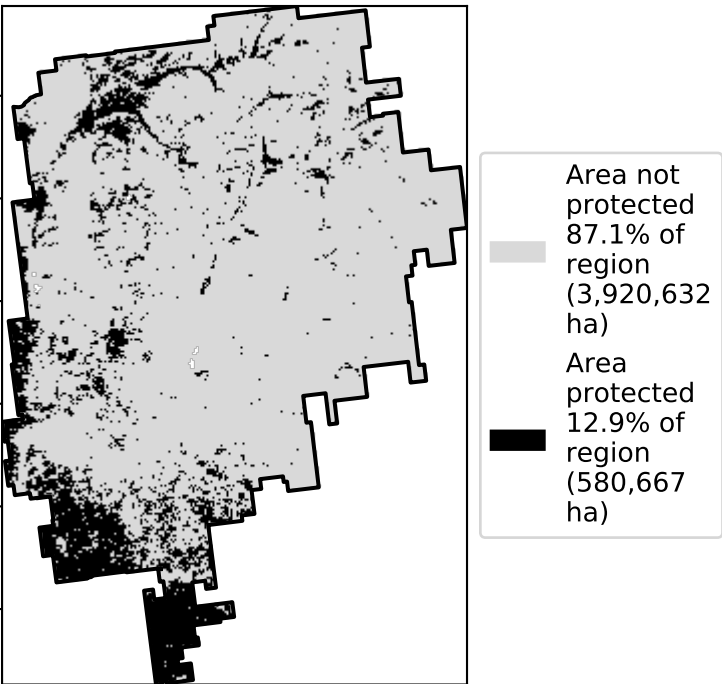 Area not
protected
87.1% of
region
(3,920,632
ha)
Area
protected
12.9% of
region
(580,667
ha)